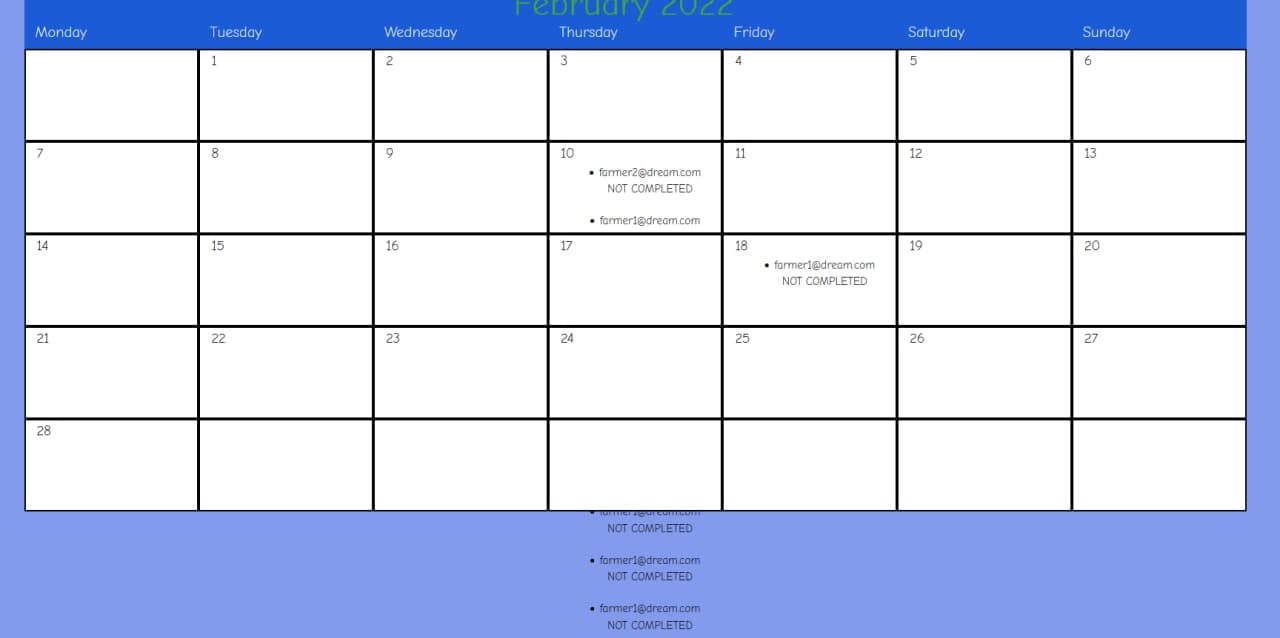 February 2022
Monday Tuesday Wednesday Thursday Friday Saturday Sunday
1 2 3 4 5 6
7 8 9 10 11 12 13
• farmer2@dream.com
NOT COMPLETED
• farmer1@dream.com
14 15 16 17 18 19 20
• farmer1@dream.com
NOT COMPLETED
21 22 23 24 25 26 27
28
• farmer1@dream.com
NOT COMPLETED
• farmer1@dream.com
NOT COMPLETED
• farmer1@dream.com
NOT COMPLETED